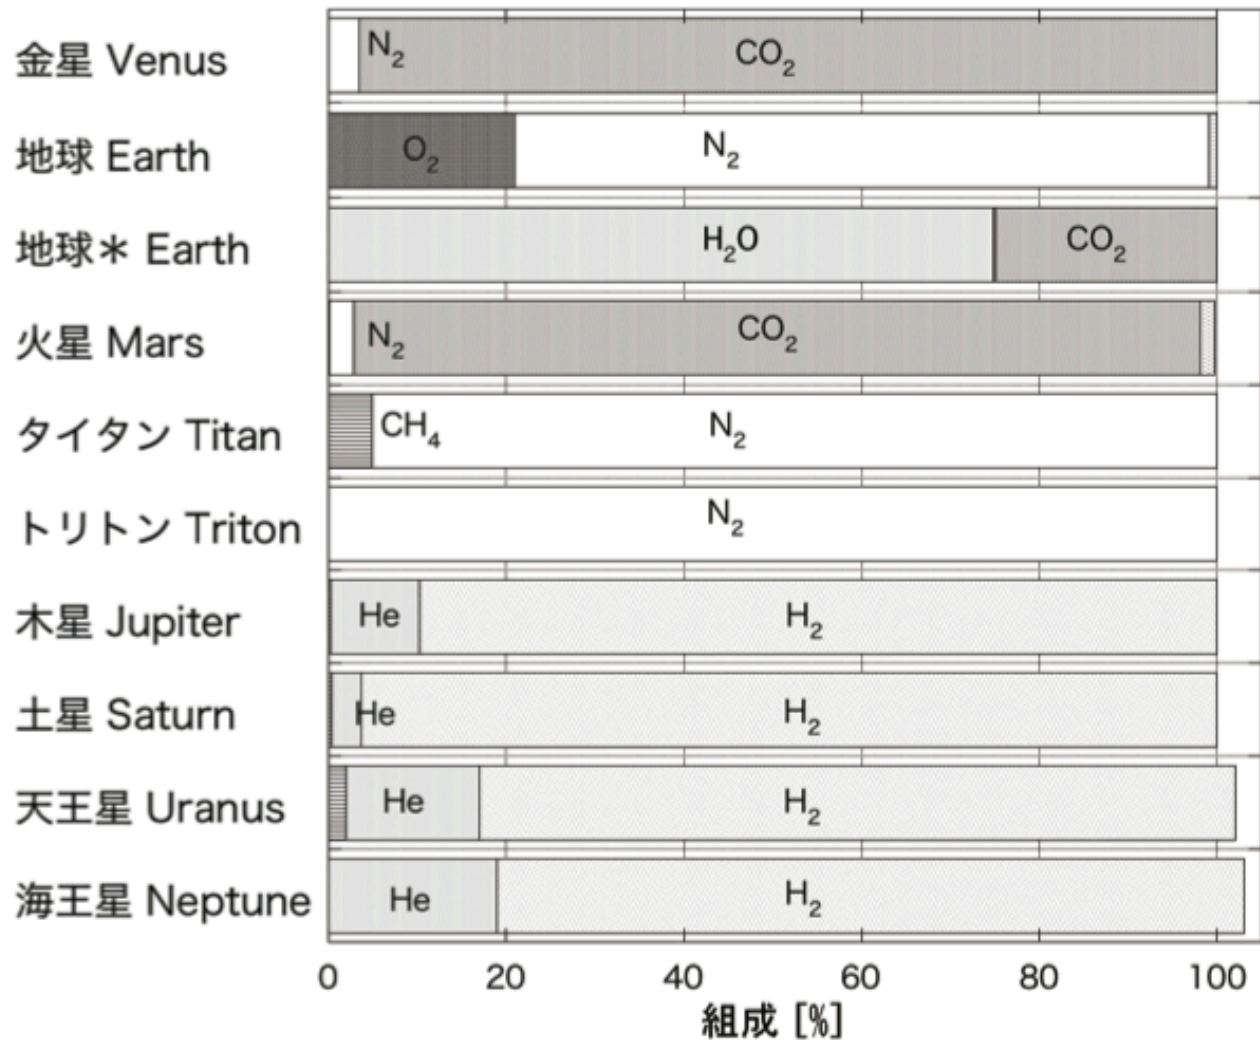 金星 Venus N₂ CO₂
地球 Earth O₂ N₂
地球＊ Earth H₂O CO₂
火星 Mars N₂ CO₂
タイタン Titan CH₄ N₂
トリトン Triton N₂
木星 Jupiter He H₂
土星 Saturn He H₂
天王星 Uranus He H₂
海王星 Neptune He H₂
0 20 40 60 80 100
組成 [%]